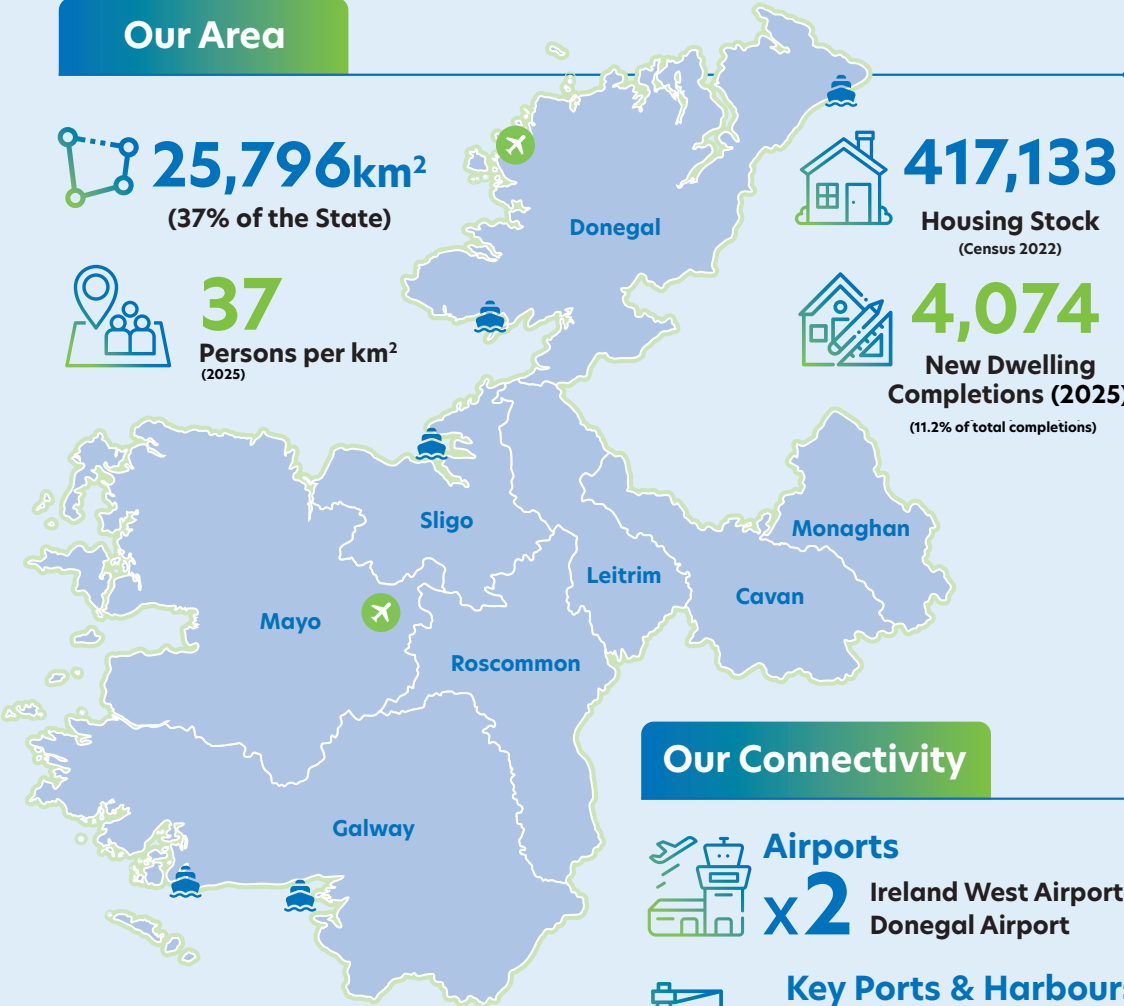 Our Area
25,796km²
(37% of the State)
37
Persons per km²
(2025)
417,133
Housing Stock
(Census 2022)
4,074
New Dwelling
Completions (2025)
(11.2% of total completions)
Donegal
Sligo
Monaghan
Leitrim
Cavan
Mayo
Roscommon
Galway
Our Connectivity
Airports
x2
Ireland West Airport
Donegal Airport
Key Ports & Harbours